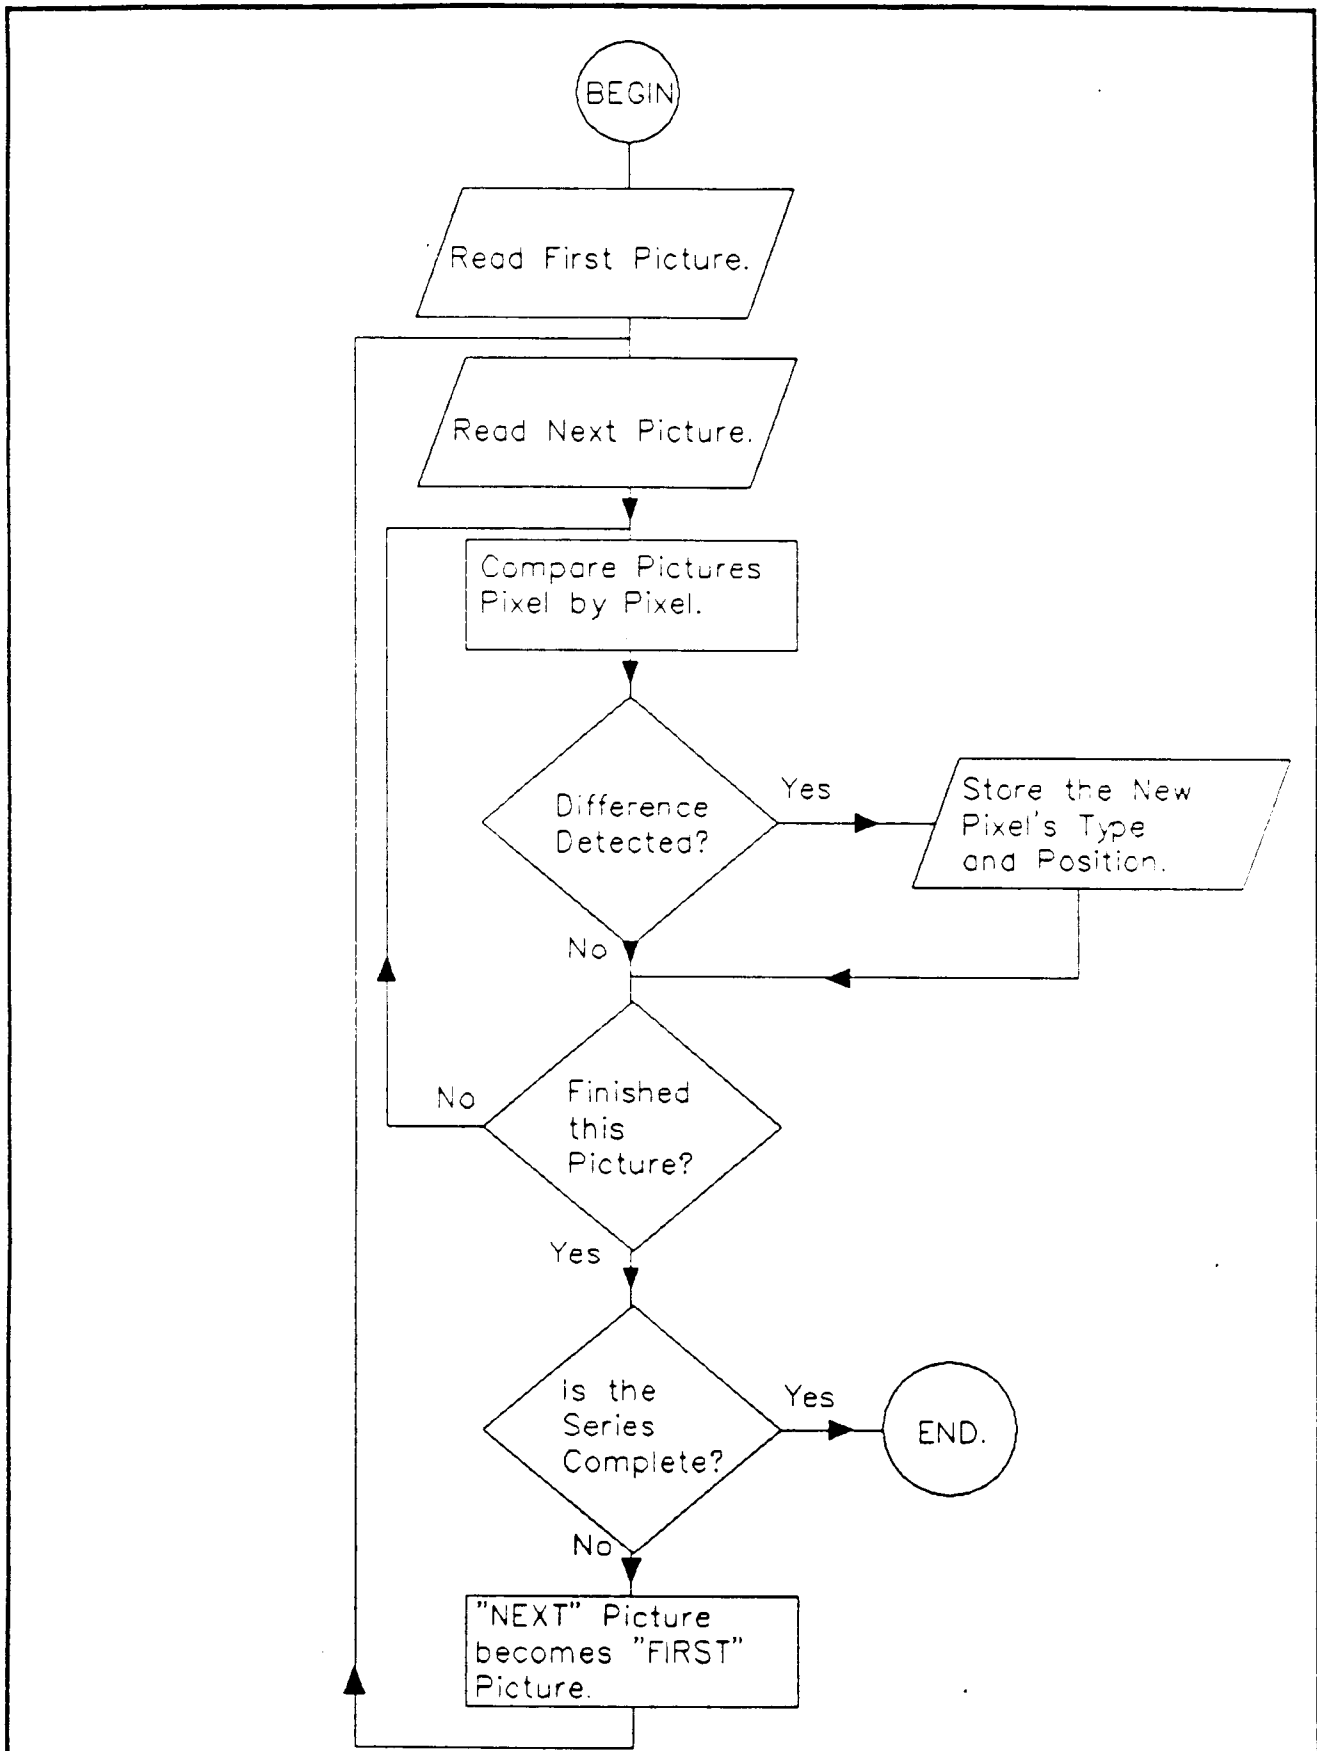 BEGIN
Read First Picture.
Read Next Picture.
Compare Pictures
Pixel by Pixel.
Difference
Detected?
Yes
Store the New
Pixel's Type
and Position.
No
Finished
this
Picture?
No
Yes
Is the
Series
Complete?
Yes
END.
No
"NEXT" Picture
becomes "FIRST"
Picture.